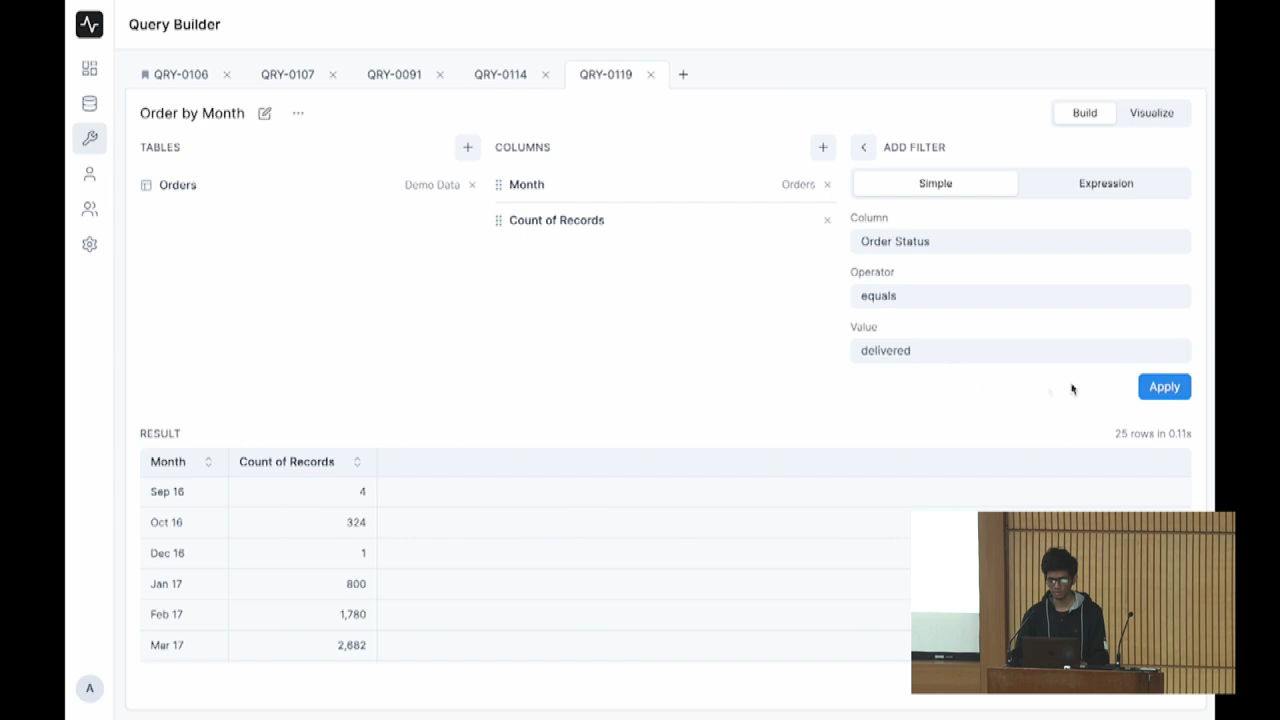 Query Builder
QRY-0106 QRY-0107 QRY-0091 QRY-0114 QRY-0119
Order by Month
Build Visualize
TABLES COLUMNS ADD FILTER
Orders Demo Data Month Orders Simple Expression
Count of Records
Column
Order Status
Operator
equals
Value
delivered
Apply
RESULT 25 rows in 0.11s
Month Count of Records
Sep 16 4
Oct 16 324
Dec 16 1
Jan 17 800
Feb 17 1,780
Mar 17 2,682
A